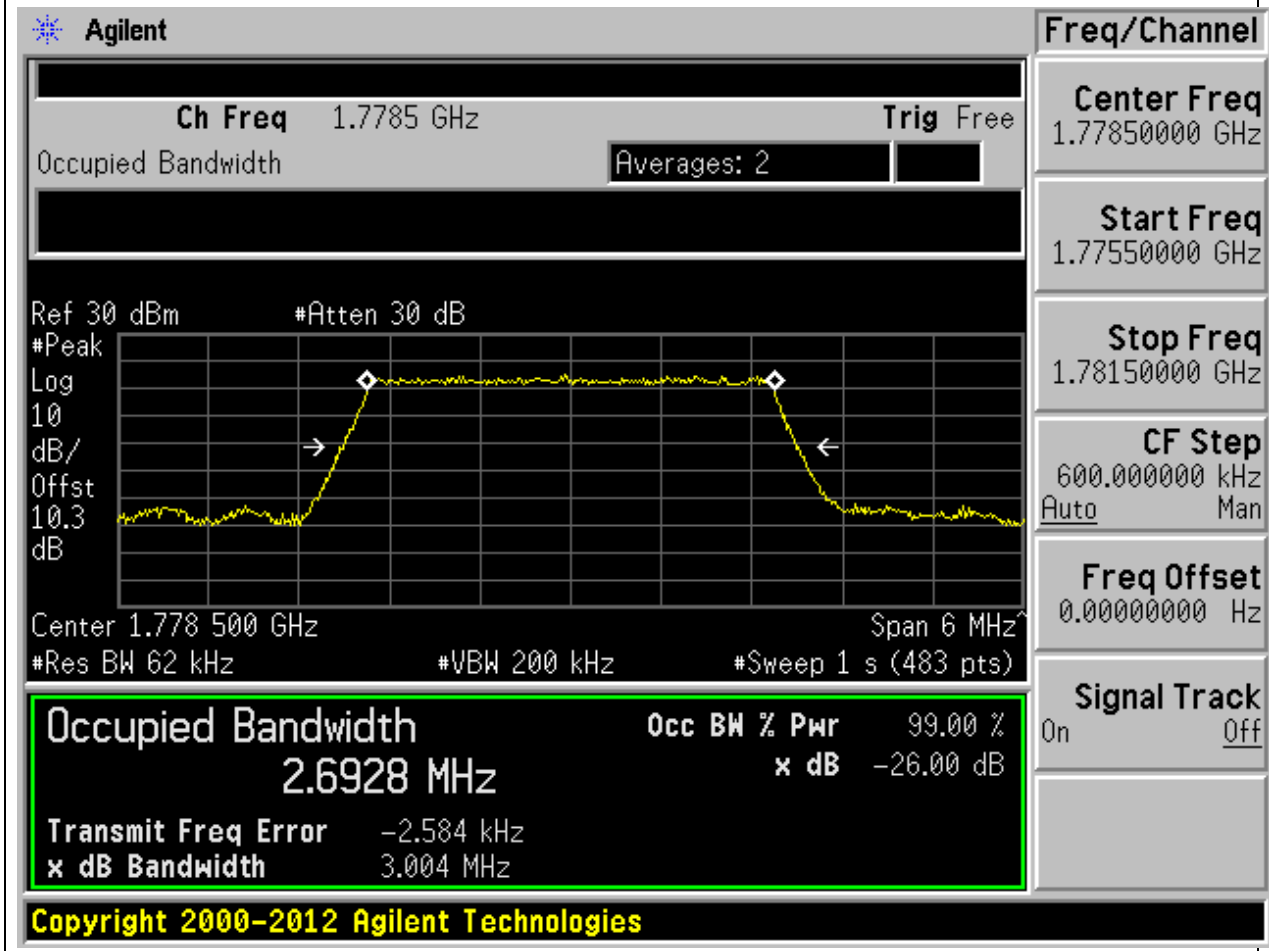 Agilent
Freq/Channel
Ch Freq 1.7785 GHz Trig Free
Occupied Bandwidth Averages: 2
Center Freq
1.77850000 GHz
Start Freq
1.77550000 GHz
Stop Freq
1.78150000 GHz
CF Step
600.000000 kHz
Auto Man
Freq Offset
0.00000000 Hz
Signal Track
On Off
Ref 30 dBm #Atten 30 dB
#Peak
Log
10
dB/
Offst
10.3
dB
Center 1.778 500 GHz Span 6 MHz^
#Res BW 62 kHz #VBW 200 kHz #Sweep 1 s (483 pts)
Occupied Bandwidth Occ BW % Pwr 99.00 %
2.6928 MHz x dB -26.00 dB
Transmit Freq Error -2.584 kHz
x dB Bandwidth 3.004 MHz
Copyright 2000-2012 Agilent Technologies